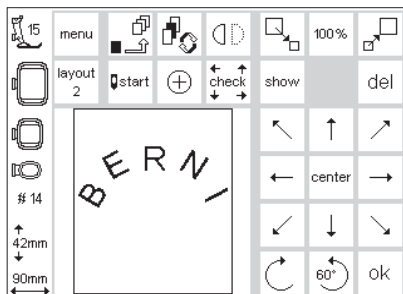 15 menu 100% 
layout 2 start check show del
center
# 14
42mm
90mm
60° ok
BERNI